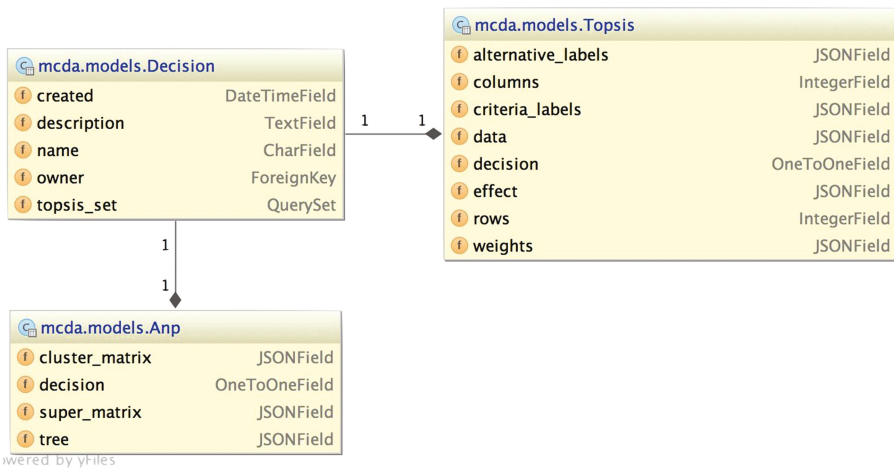 mcda.models.Decision
f created DateTimeField
f description TextField
f name CharField
f owner ForeignKey
f topsis_set QuerySet
1 1
mcda.models.Topsis
f alternative_labels JSONField
f columns IntegerField
f criteria_labels JSONField
f data JSONField
f decision OneToOneField
f effect JSONField
f rows IntegerField
f weights JSONField
1
1
mcda.models.Anp
f cluster_matrix JSONField
f decision OneToOneField
f super_matrix JSONField
f tree JSONField
owered by yFiles